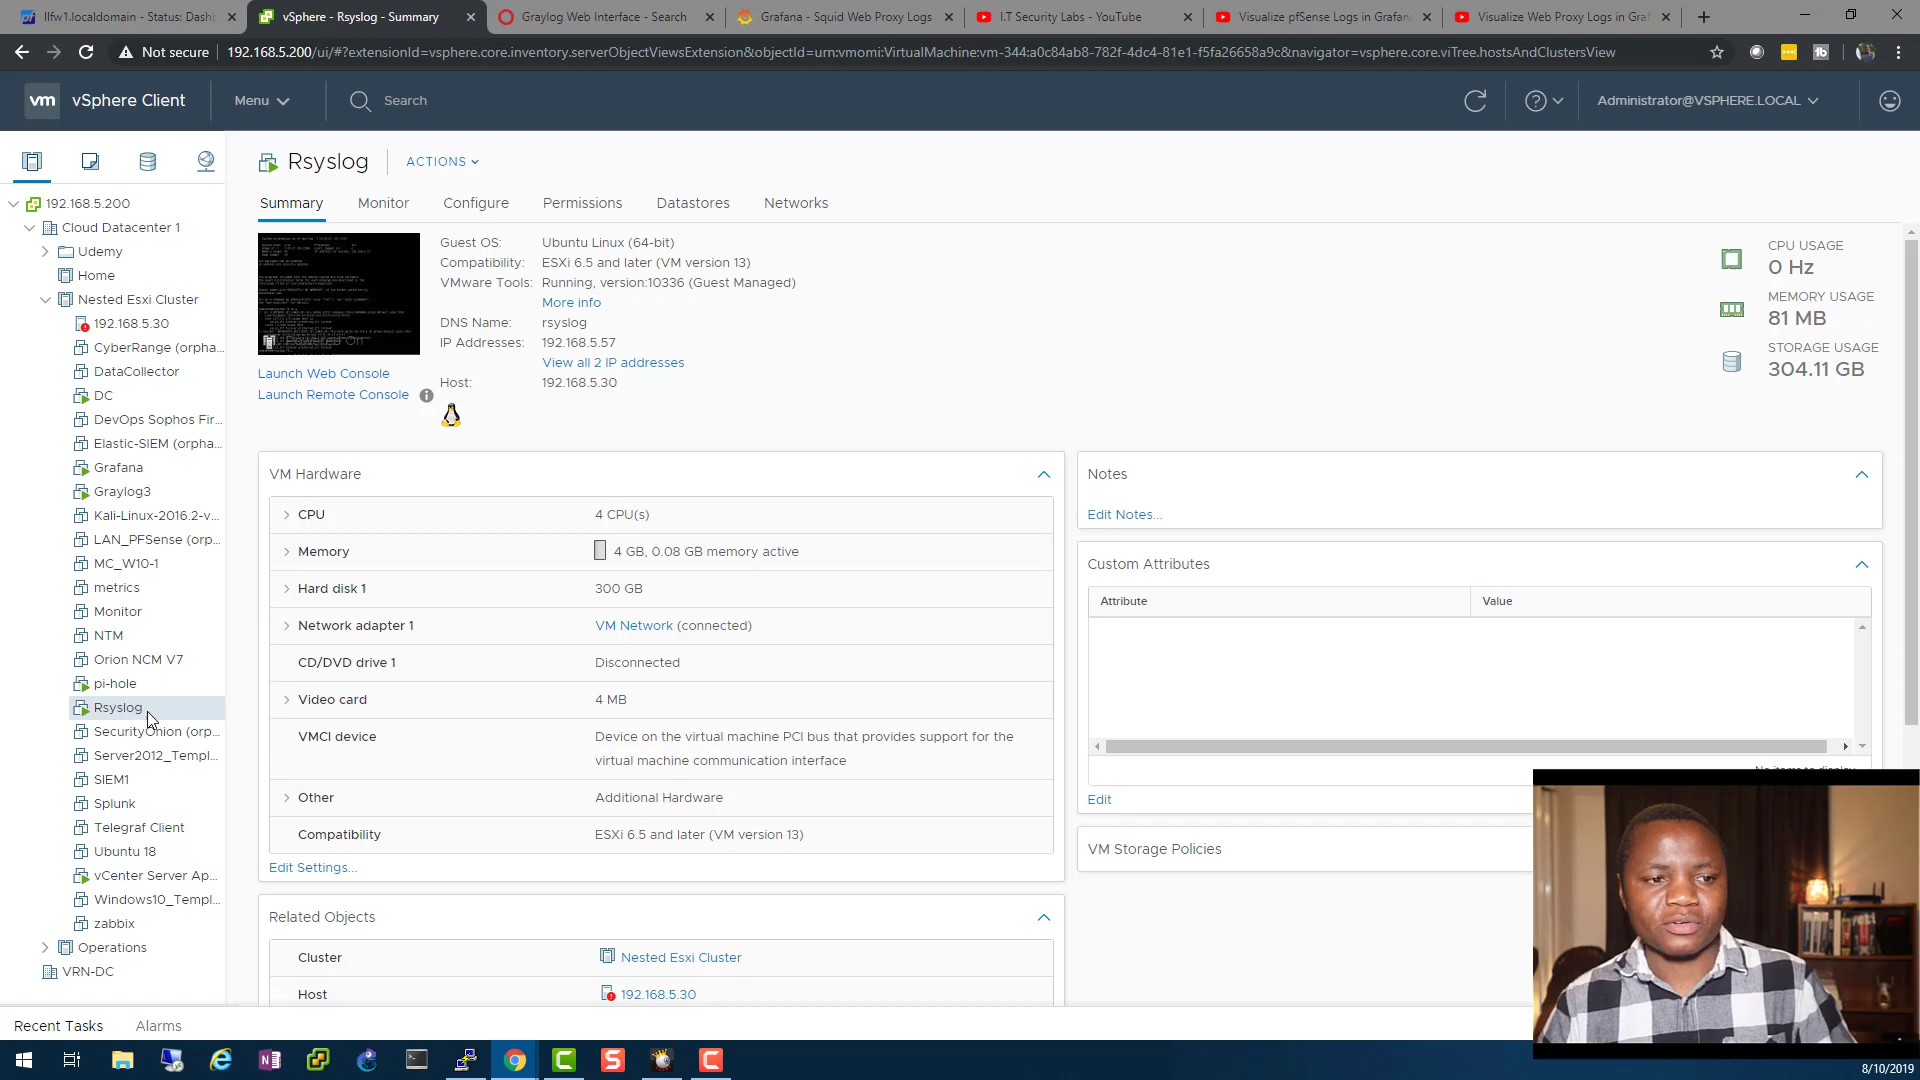 llfw1.localdomain - Status: Dashb
vSphere - Rsyslog - Summary
Graylog Web Interface - Search
Grafana - Squid Web Proxy Logs
I.T Security Labs - YouTube
Visualize pfSense Logs in Grafan
Visualize Web Proxy Logs in Graf
Not secure
192.168.5.200/ui/#?extensionId=vsphere.core.inventory.serverObjectViewsExtension&objectId=urn:vmomi:VirtualMachine:vm-344:a0c84ab8-782f-4dc4-81e1-f5fa26658a9c&navigator=vsphere.core.viTree.hostsAndClustersView
vm vSphere Client
Menu
Search
Administrator@VSPHERE.LOCAL
192.168.5.200
Cloud Datacenter 1
Udemy
Home
Nested Esxi Cluster
192.168.5.30
CyberRange (orpha...
DataCollector
DC
DevOps Sophos Fir...
Elastic-SIEM (orpha...
Grafana
Graylog3
Kali-Linux-2016.2-v...
LAN_PFSense (orp...
MC_W10-1
metrics
Monitor
NTM
Orion NCM V7
pi-hole
Rsyslog
SecurityOnion (orp...
Server2012_Templ...
SIEM1
Splunk
Telegraf Client
Ubuntu 18
vCenter Server Ap...
Windows10_Templ...
zabbix
Operations
VRN-DC
Rsyslog
ACTIONS
Summary
Monitor
Configure
Permissions
Datastores
Networks
Powered On
Launch Web Console
Launch Remote Console
Guest OS: Ubuntu Linux (64-bit)
Compatibility: ESXi 6.5 and later (VM version 13)
VMware Tools: Running, version:10336 (Guest Managed)
More info
DNS Name: rsyslog
IP Addresses: 192.168.5.57
View all 2 IP addresses
Host: 192.168.5.30
CPU USAGE
0 Hz
MEMORY USAGE
81 MB
STORAGE USAGE
304.11 GB
VM Hardware
CPU 4 CPU(s)
Memory 4 GB, 0.08 GB memory active
Hard disk 1 300 GB
Network adapter 1 VM Network (connected)
CD/DVD drive 1 Disconnected
Video card 4 MB
VMCI device Device on the virtual machine PCI bus that provides support for the
virtual machine communication interface
Other Additional Hardware
Compatibility ESXi 6.5 and later (VM version 13)
Edit Settings...
Related Objects
Cluster Nested Esxi Cluster
Host 192.168.5.30
Notes
Edit Notes...
Custom Attributes
Attribute Value
No items to display
Edit
VM Storage Policies
Recent Tasks Alarms
8/10/2019